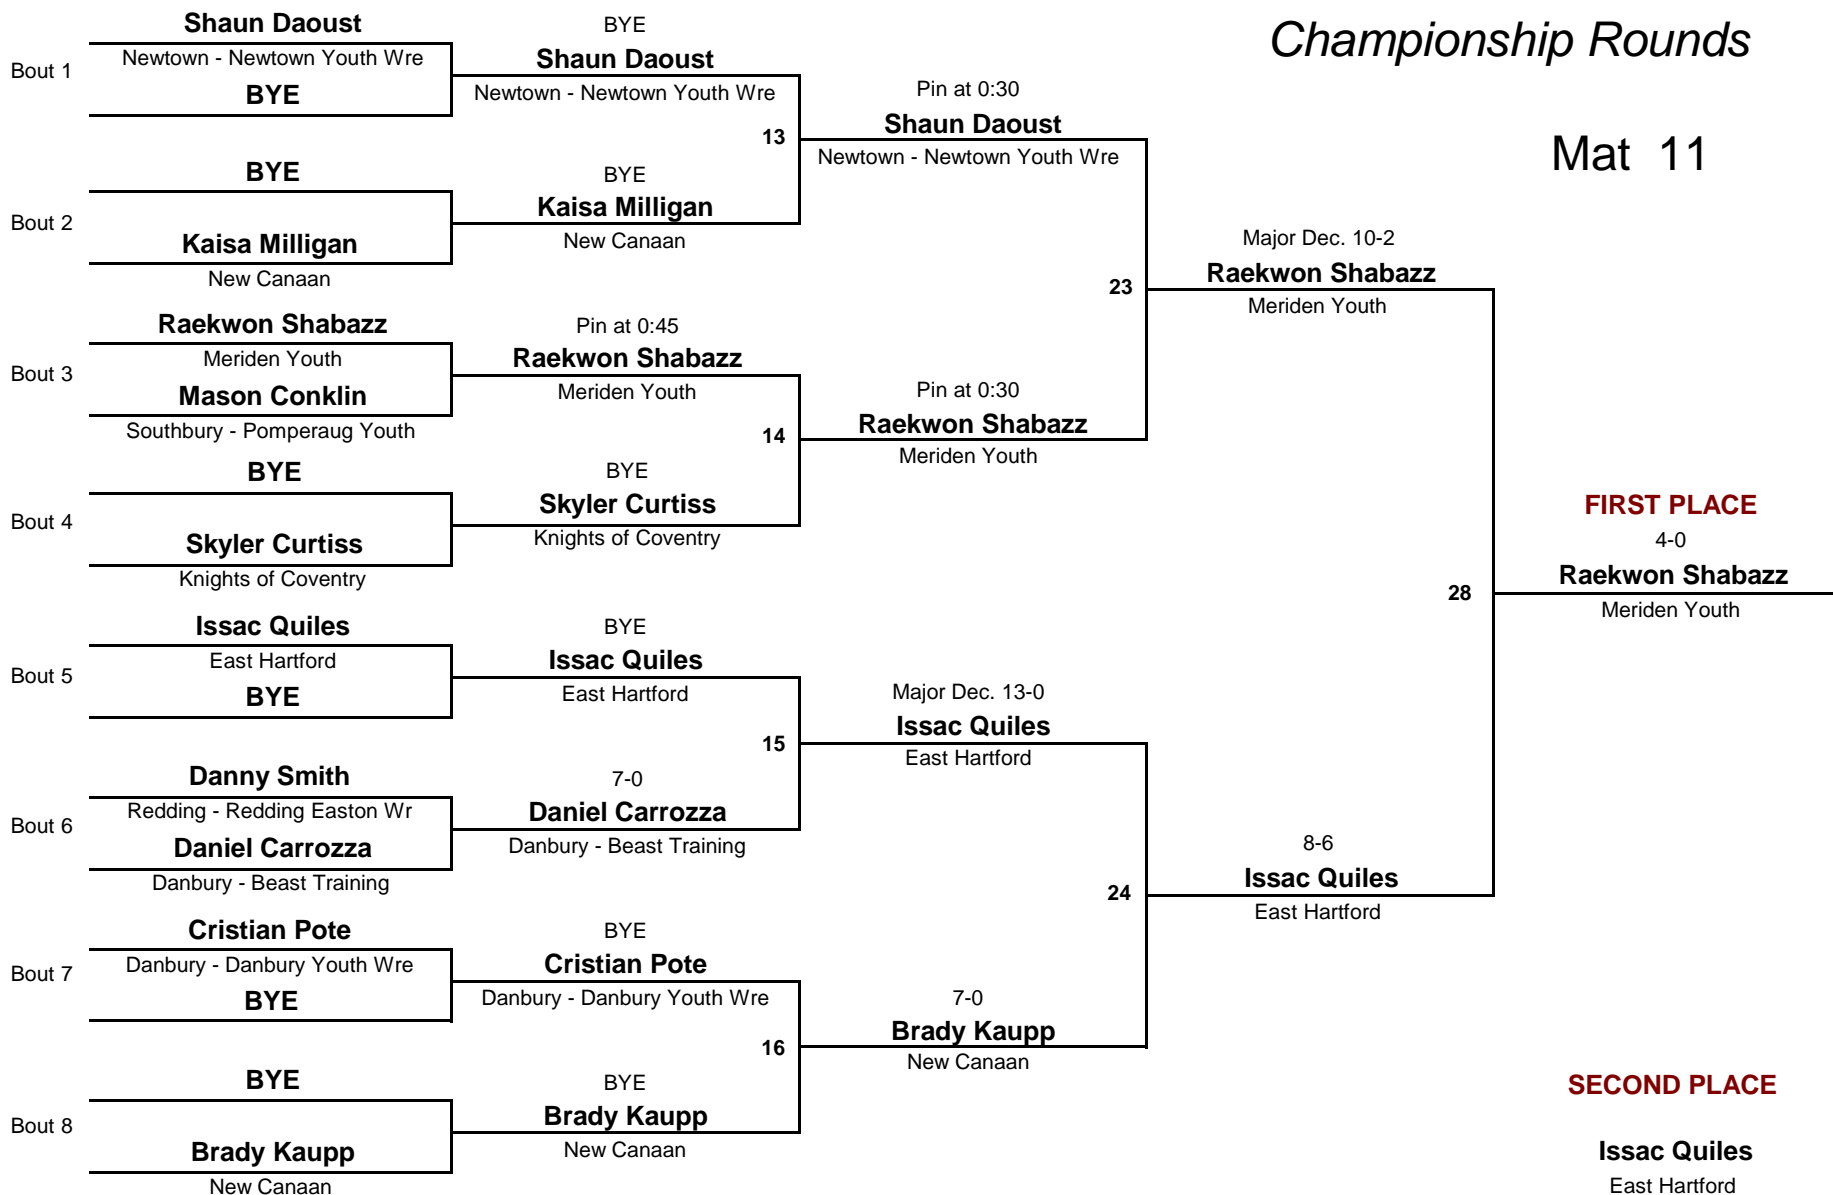 Championship Rounds
Mat 11
Bout 1
Shaun Daoust
Newtown - Newtown Youth Wre
BYE
Bout 2
BYE
Kaisa Milligan
New Canaan
Bout 3
Raekwon Shabazz
Meriden Youth
Mason Conklin
Southbury - Pomperaug Youth
Bout 4
BYE
Skyler Curtiss
Knights of Coventry
Bout 5
Issac Quiles
East Hartford
BYE
Bout 6
Danny Smith
Redding - Redding Easton Wr
Daniel Carrozza
Danbury - Beast Training
Bout 7
Cristian Pote
Danbury - Danbury Youth Wre
BYE
Bout 8
BYE
Brady Kaupp
New Canaan
BYE
Shaun Daoust
Newtown - Newtown Youth Wre
13
BYE
Kaisa Milligan
New Canaan
Pin at 0:45
Raekwon Shabazz
Meriden Youth
14
BYE
Skyler Curtiss
Knights of Coventry
BYE
Issac Quiles
East Hartford
15
7-0
Daniel Carrozza
Danbury - Beast Training
BYE
Cristian Pote
Danbury - Danbury Youth Wre
16
BYE
Brady Kaupp
New Canaan
Pin at 0:30
Shaun Daoust
Newtown - Newtown Youth Wre
23
Pin at 0:30
Raekwon Shabazz
Meriden Youth
Major Dec. 13-0
Issac Quiles
East Hartford
24
7-0
Brady Kaupp
New Canaan
Major Dec. 10-2
Raekwon Shabazz
Meriden Youth
28
8-6
Issac Quiles
East Hartford
FIRST PLACE
4-0
Raekwon Shabazz
Meriden Youth
SECOND PLACE
Issac Quiles
East Hartford